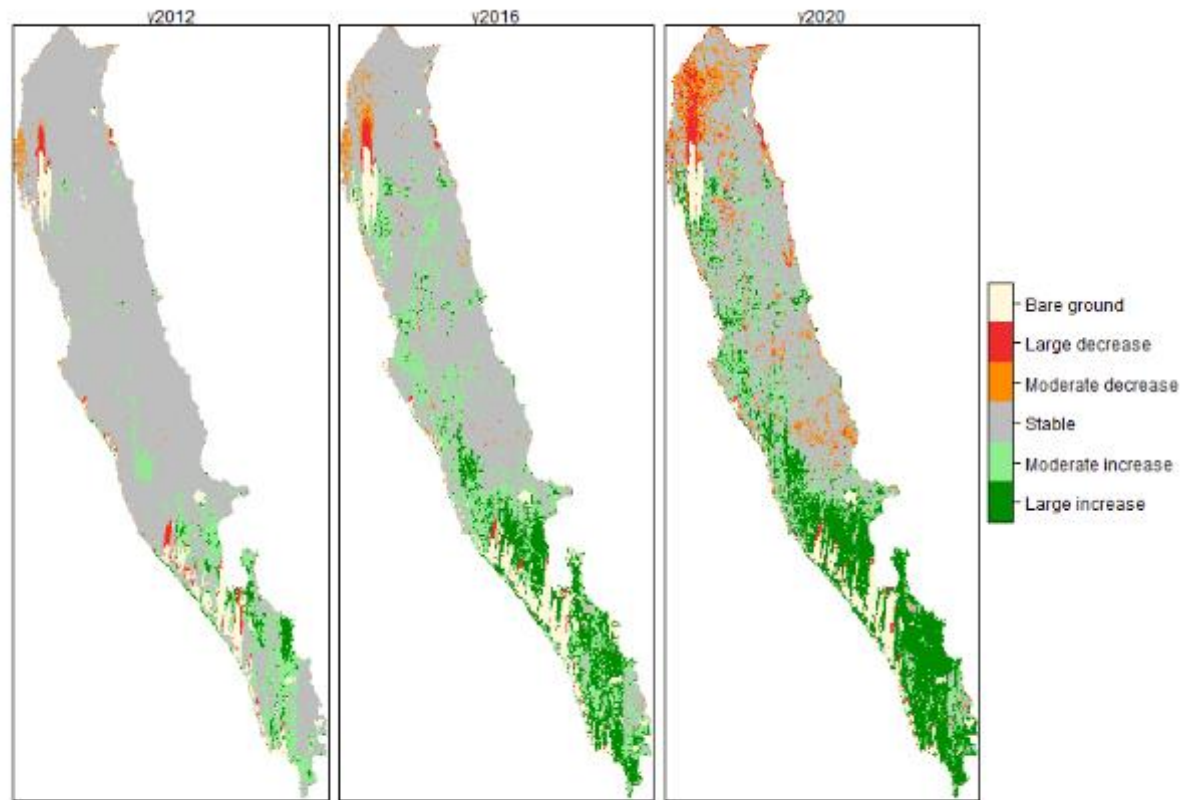 y2012
y2016
y2020
Bare ground
Large decrease
Moderate decrease
Stable
Moderate increase
Large increase